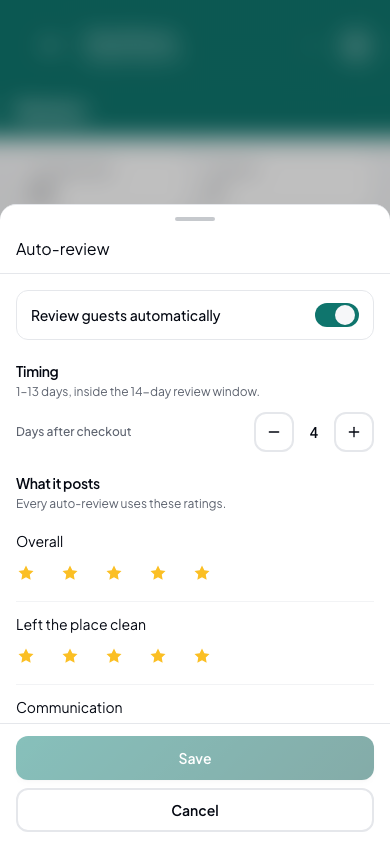 Auto-review
Review guests automatically
Timing
1–13 days, inside the 14-day review window.
Days after checkout
4
What it posts
Every auto-review uses these ratings.
Overall
Left the place clean
Communication
Save
Cancel